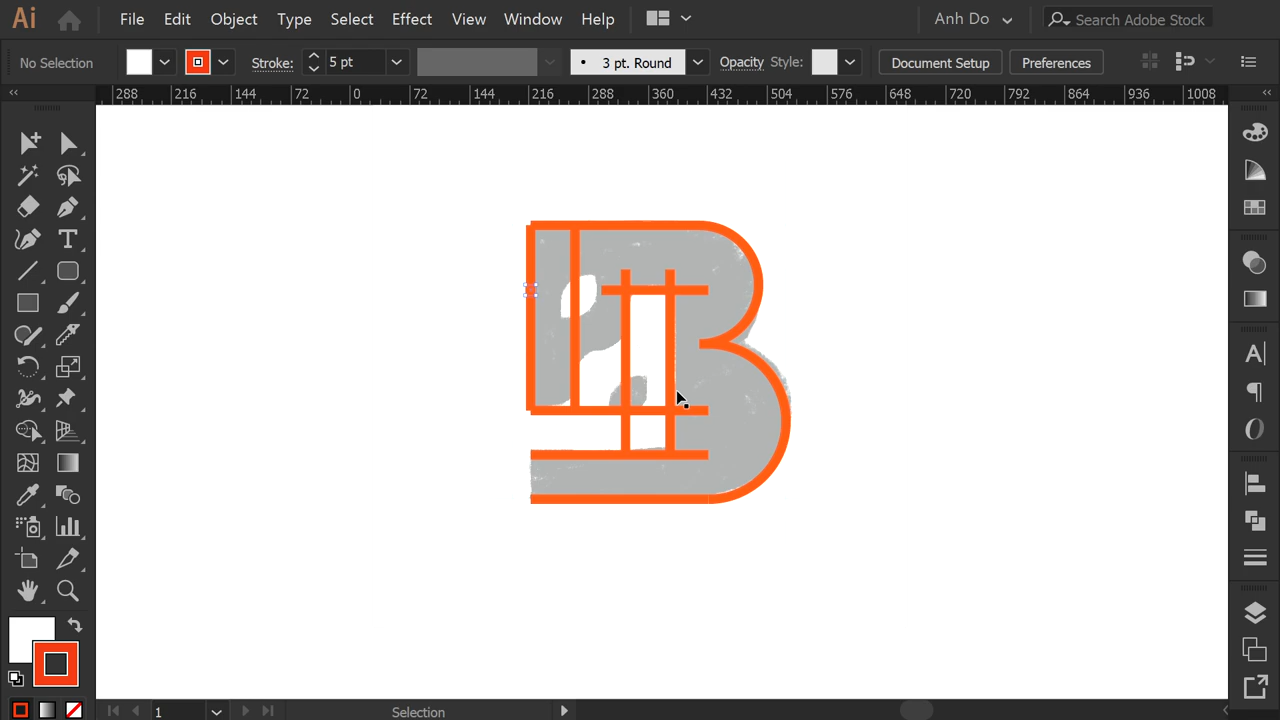 Ai File Edit Object Type Select Effect View Window Help Anh Do Search Adobe Stock
No Selection Stroke: 5 pt 3 pt. Round Opacity Style: Document Setup Preferences
288 216 144 72 0 72 144 216 288 360 432 504 576 648 720 792 864 936 1008
1 Selection